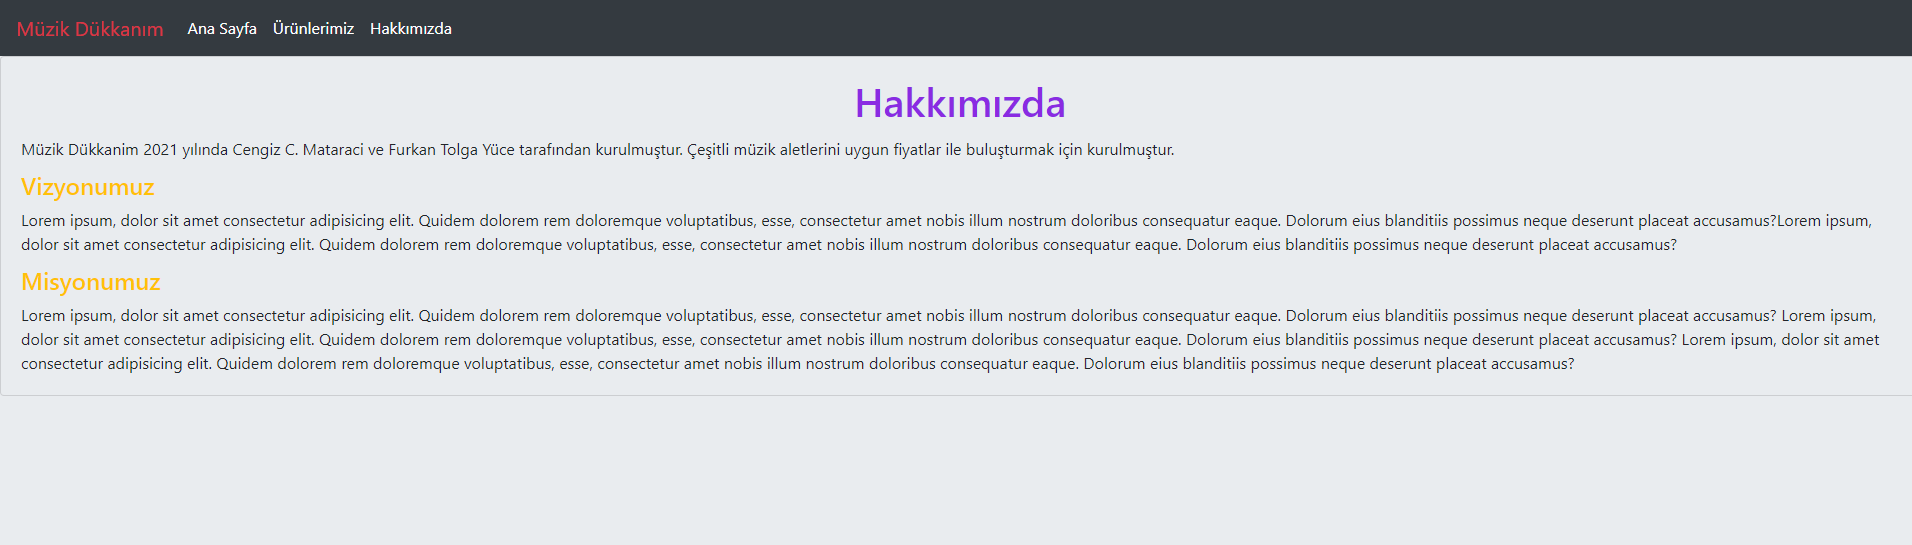 Müzik Dükkanım Ana Sayfa Ürünlerimiz Hakkımızda
Hakkımızda
Müzik Dükkanim 2021 yılında Cengiz C. Mataraci ve Furkan Tolga Yüce tarafından kurulmuştur. Çeşitli müzik aletlerini uygun fiyatlar ile buluşturmak için kurulmuştur.
Vizyonumuz
Lorem ipsum, dolor sit amet consectetur adipisicing elit. Quidem dolorem rem doloremque voluptatibus, esse, consectetur amet nobis illum nostrum doloribus consequatur eaque. Dolorum eius blanditiis possimus neque deserunt placeat accusamus?Lorem ipsum,
dolor sit amet consectetur adipisicing elit. Quidem dolorem rem doloremque voluptatibus, esse, consectetur amet nobis illum nostrum doloribus consequatur eaque. Dolorum eius blanditiis possimus neque deserunt placeat accusamus?
Misyonumuz
Lorem ipsum, dolor sit amet consectetur adipisicing elit. Quidem dolorem rem doloremque voluptatibus, esse, consectetur amet nobis illum nostrum doloribus consequatur eaque. Dolorum eius blanditiis possimus neque deserunt placeat accusamus? Lorem ipsum,
dolor sit amet consectetur adipisicing elit. Quidem dolorem rem doloremque voluptatibus, esse, consectetur amet nobis illum nostrum doloribus consequatur eaque. Dolorum eius blanditiis possimus neque deserunt placeat accusamus? Lorem ipsum, dolor sit amet
consectetur adipisicing elit. Quidem dolorem rem doloremque voluptatibus, esse, consectetur amet nobis illum nostrum doloribus consequatur eaque. Dolorum eius blanditiis possimus neque deserunt placeat accusamus?